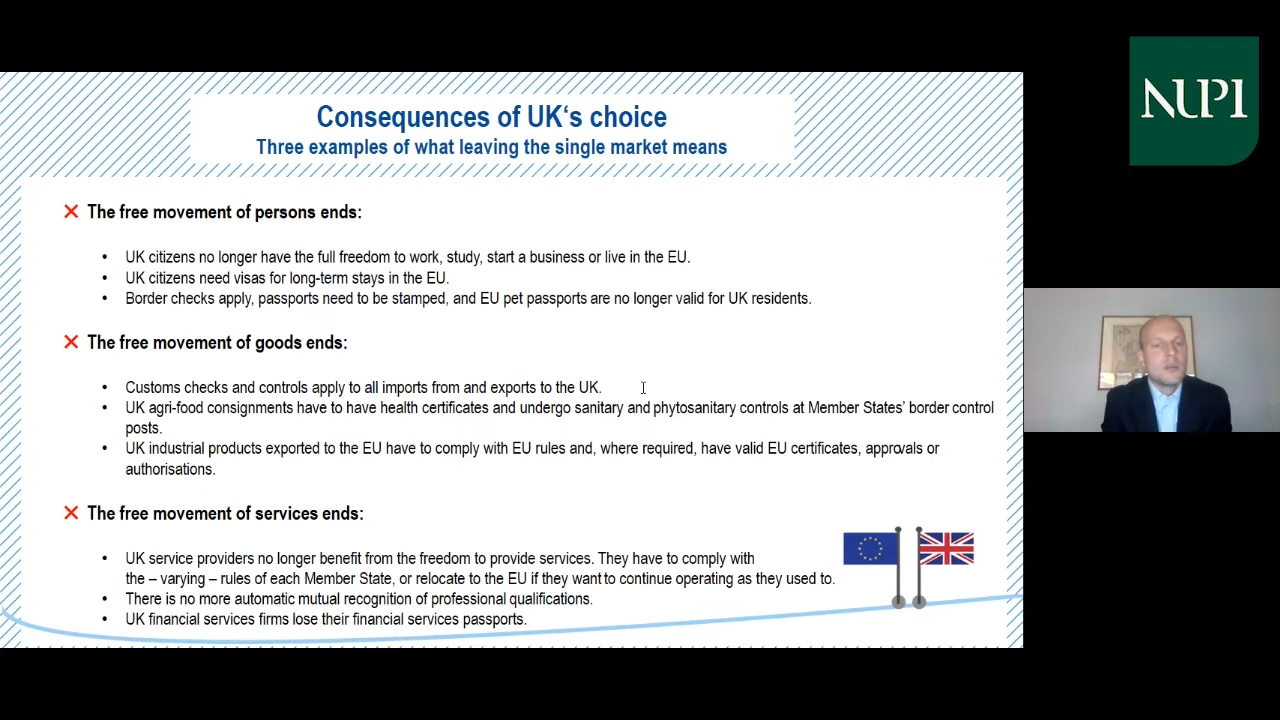 NUPI
Consequences of UK‘s choice
Three examples of what leaving the single market means
The free movement of persons ends:
• UK citizens no longer have the full freedom to work, study, start a business or live in the EU.
• UK citizens need visas for long-term stays in the EU.
• Border checks apply, passports need to be stamped, and EU pet passports are no longer valid for UK residents.
The free movement of goods ends:
• Customs checks and controls apply to all imports from and exports to the UK.
• UK agri-food consignments have to have health certificates and undergo sanitary and phytosanitary controls at Member States’ border control
posts.
• UK industrial products exported to the EU have to comply with EU rules and, where required, have valid EU certificates, approvals or
authorisations.
The free movement of services ends:
• UK service providers no longer benefit from the freedom to provide services. They have to comply with
the – varying – rules of each Member State, or relocate to the EU if they want to continue operating as they used to.
• There is no more automatic mutual recognition of professional qualifications.
• UK financial services firms lose their financial services passports.